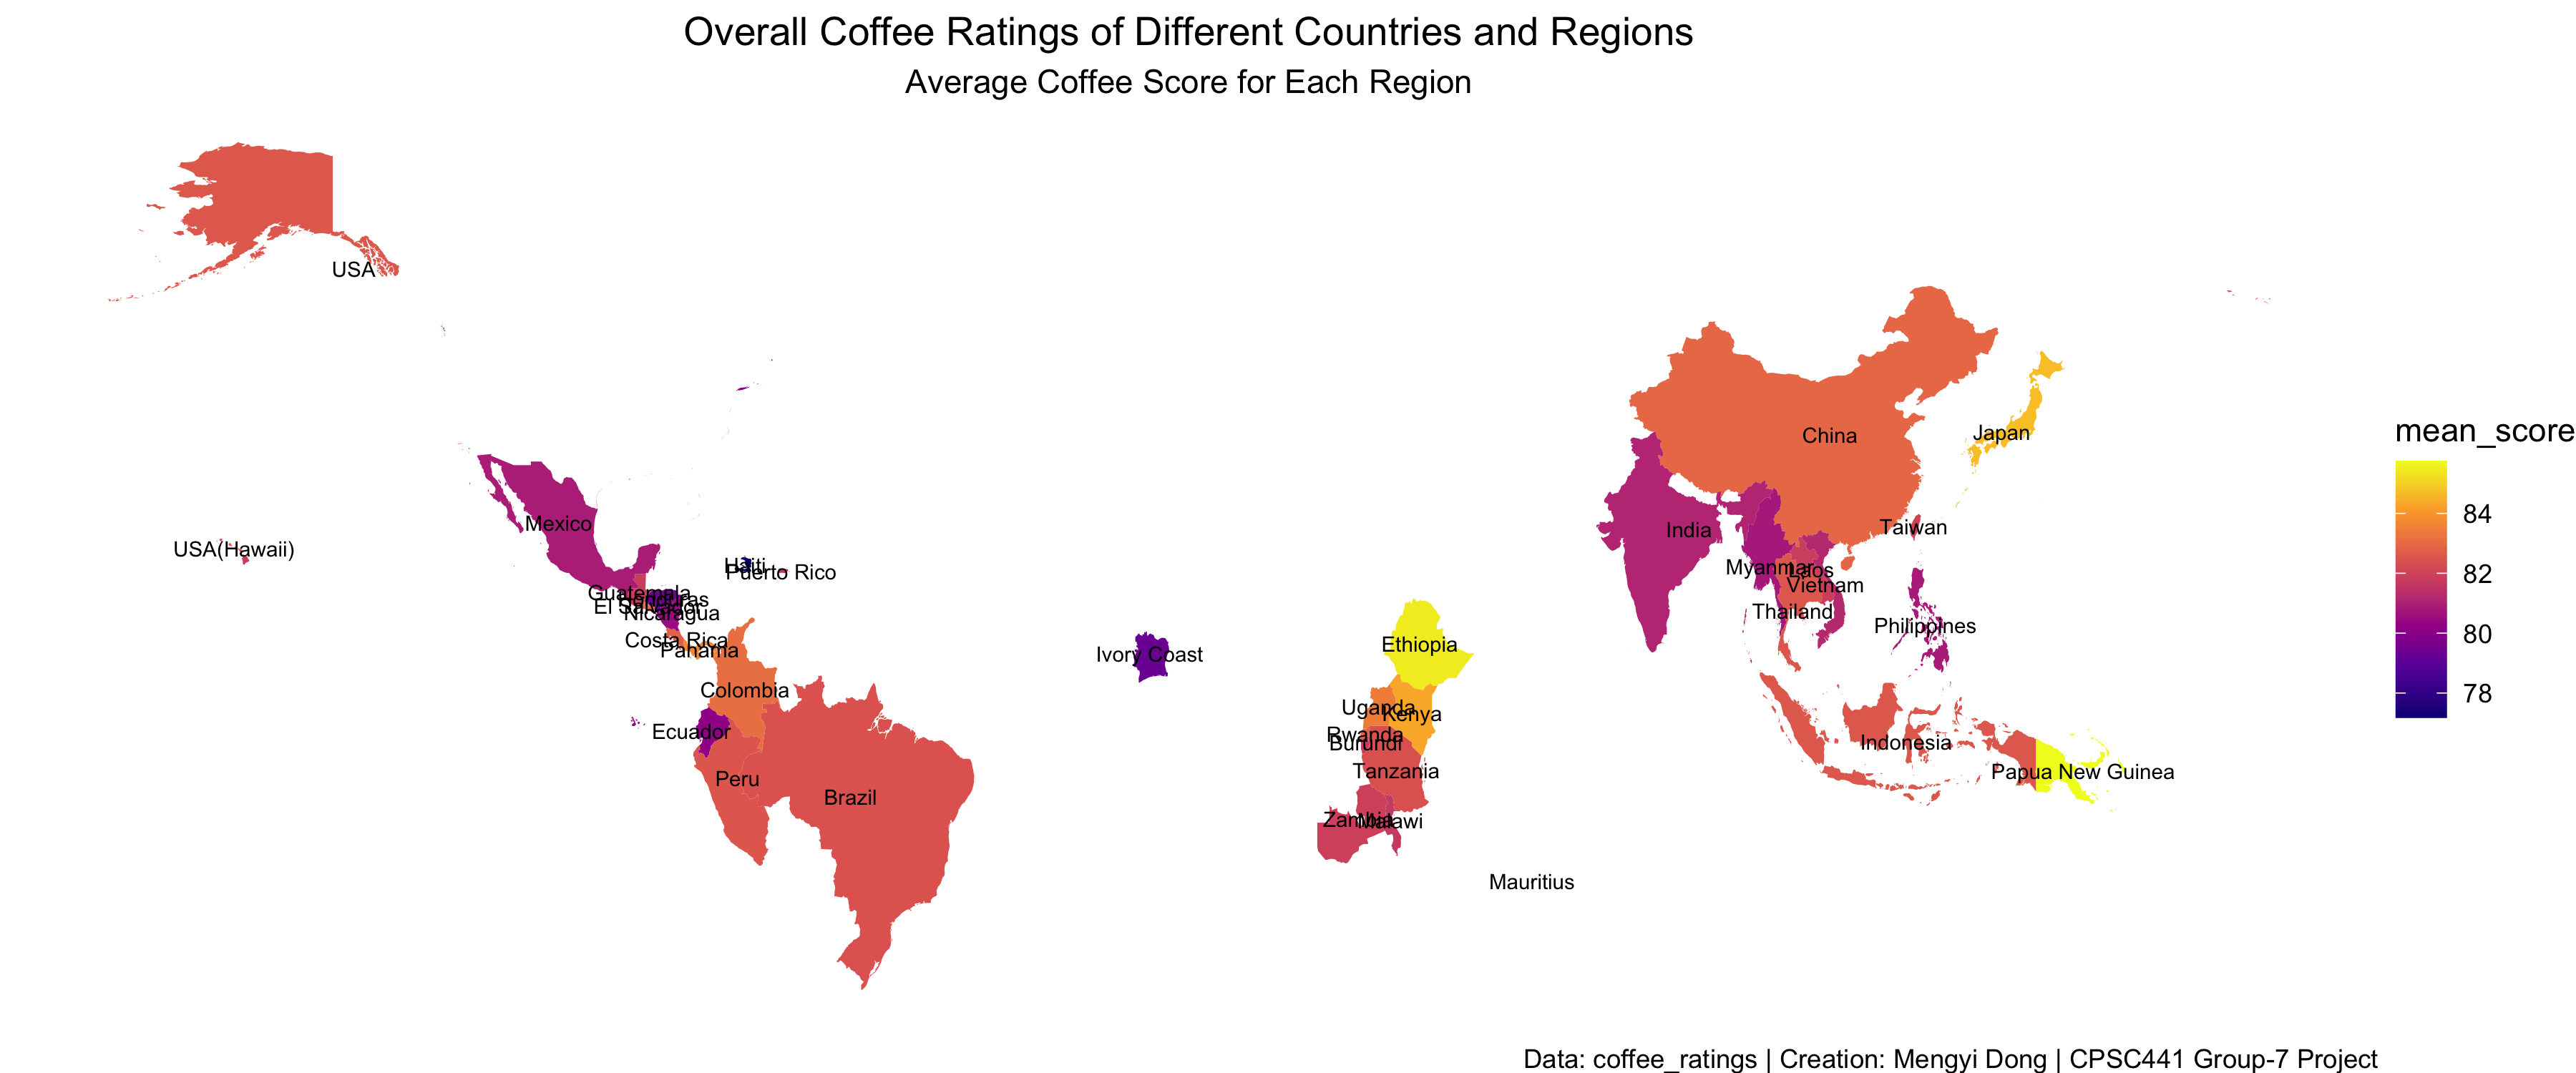 Overall Coffee Ratings of Different Countries and Regions
Average Coffee Score for Each Region
USA
China
Japan
mean_score
84
82
80
78
Mexico
India
Taiwan
USA(Hawaii)
Haiti
Puerto Rico
Myanmar
Laos
Vietnam
Guatemala
Honduras
El Salvador
Nicaragua
Thailand
Philippines
Costa Rica
Panama
Ivory Coast
Ethiopia
Colombia
Uganda
Kenya
Ecuador
Rwanda
Burundi
Indonesia
Peru
Tanzania
Papua New Guinea
Brazil
Zambia
Malawi
Mauritius
Data: coffee_ratings | Creation: Mengyi Dong | CPSC441 Group-7 Project